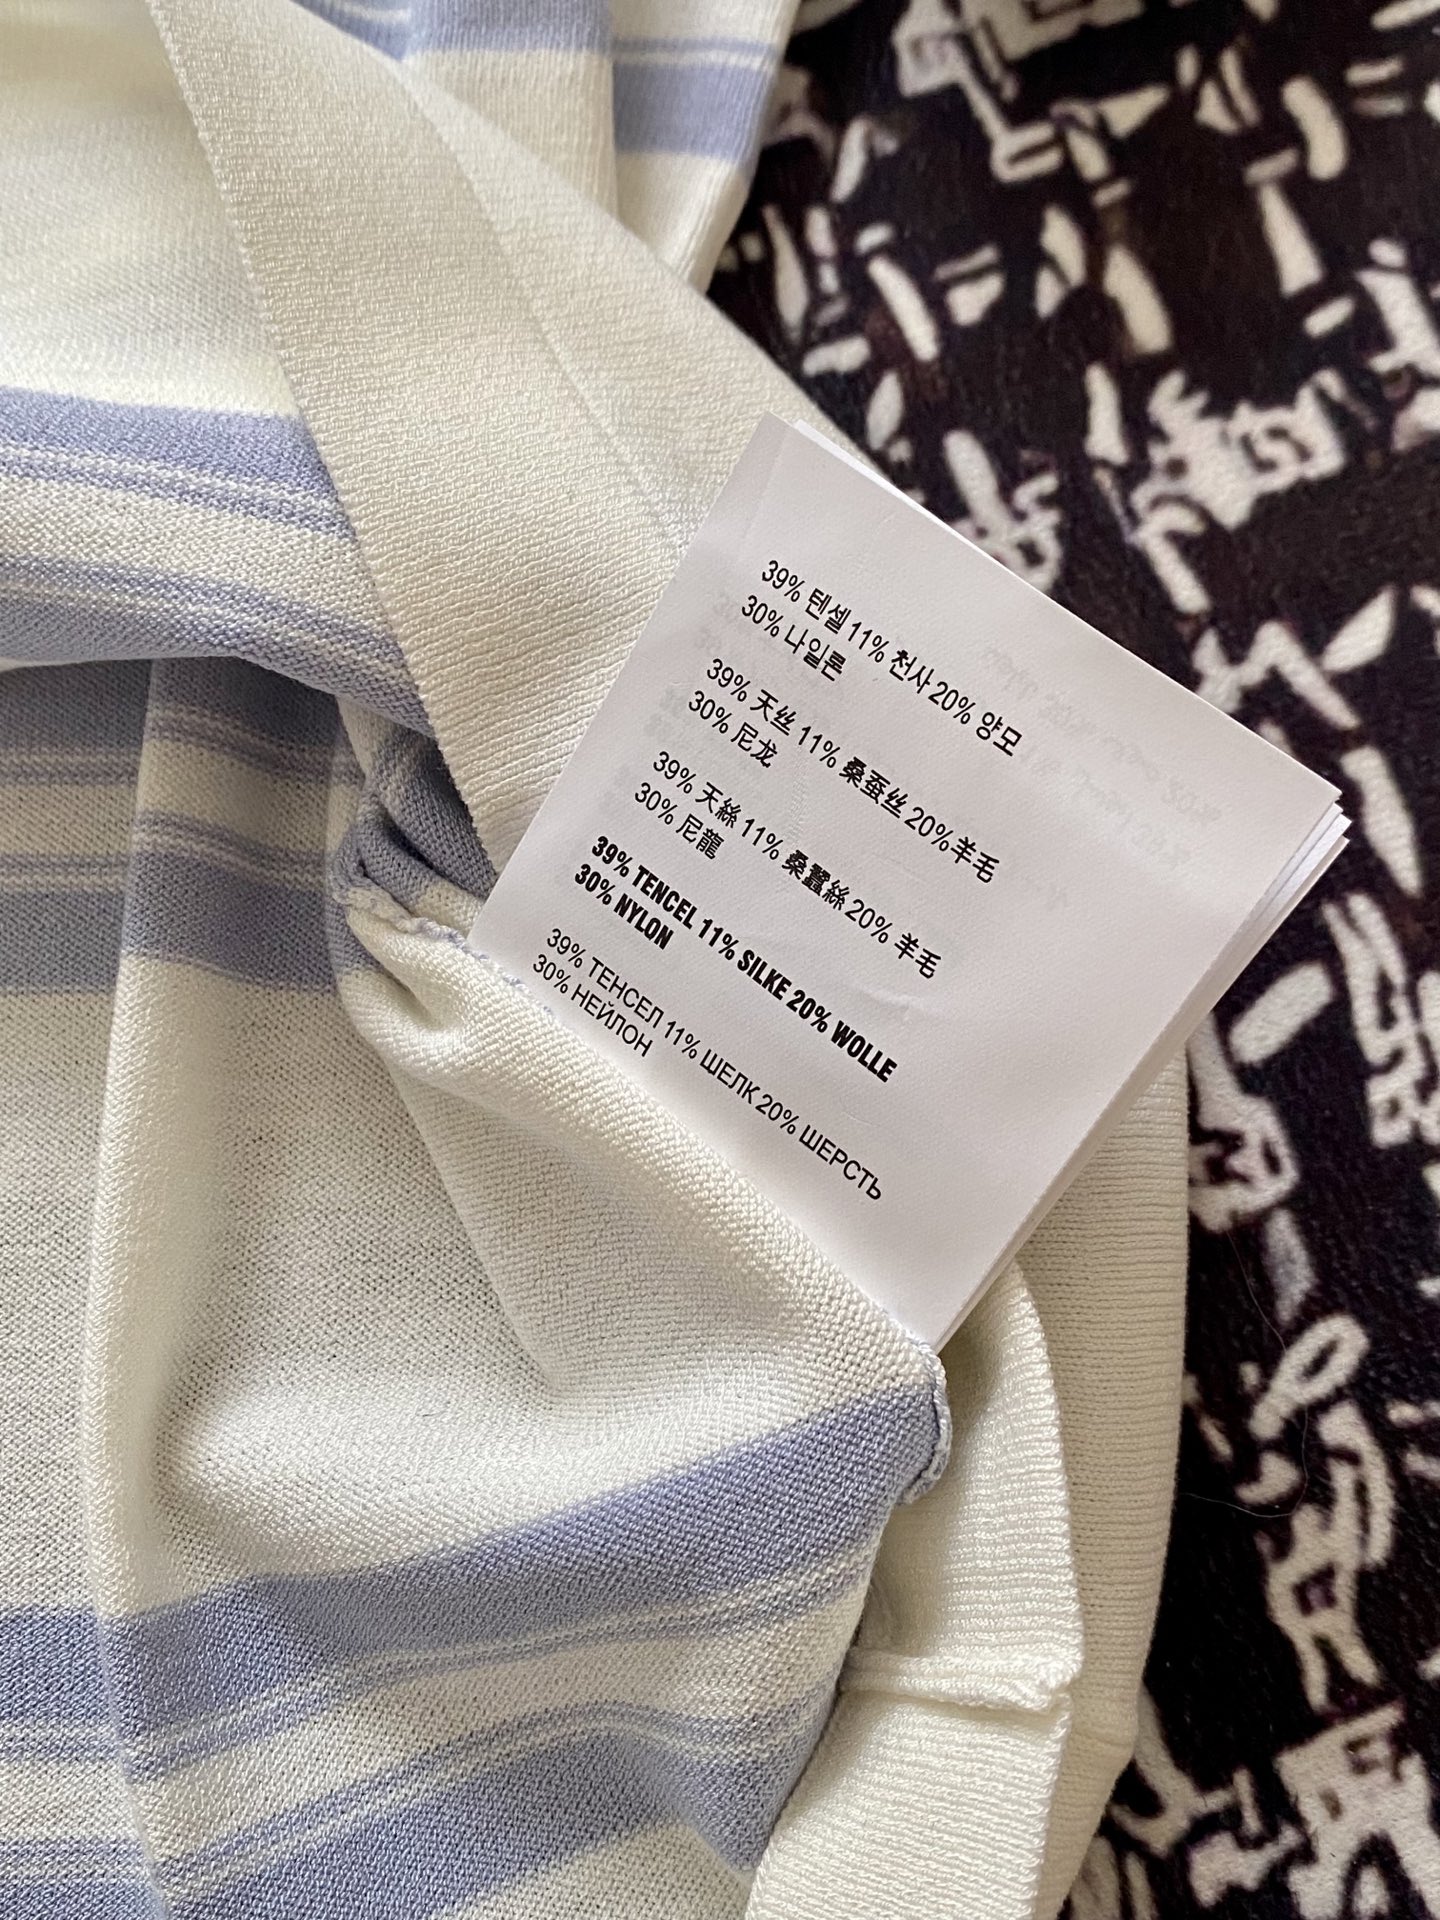 39% 텐셀 11% 천사 20% 양모
30% 나일론
39% 天丝 11% 桑蚕丝 20%羊毛
30% 尼龙
39% 天絲 11% 桑蠶絲 20% 羊毛
30% 尼龍
39% TENCEL 11% SILKE 20% WOLLE
30% NYLON
39% ТЕНСЕЛ 11% ШЕЛК 20% ШЕРСТЬ
30% НЕЙЛОН